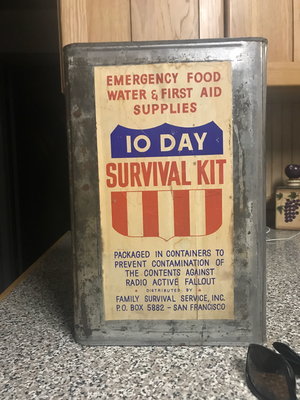 EMERGENCY FOOD
WATER & FIRST AID
SUPPLIES
10 DAY
SURVIVAL KIT
PACKAGED IN CONTAINERS TO
PREVENT CONTAMINATION OF
THE CONTENTS AGAINST
RADIO ACTIVE FALLOUT
• DISTRIBUTED BY •
FAMILY SURVIVAL SERVICE, INC.
P.O. BOX 5882 - SAN FRANCISCO